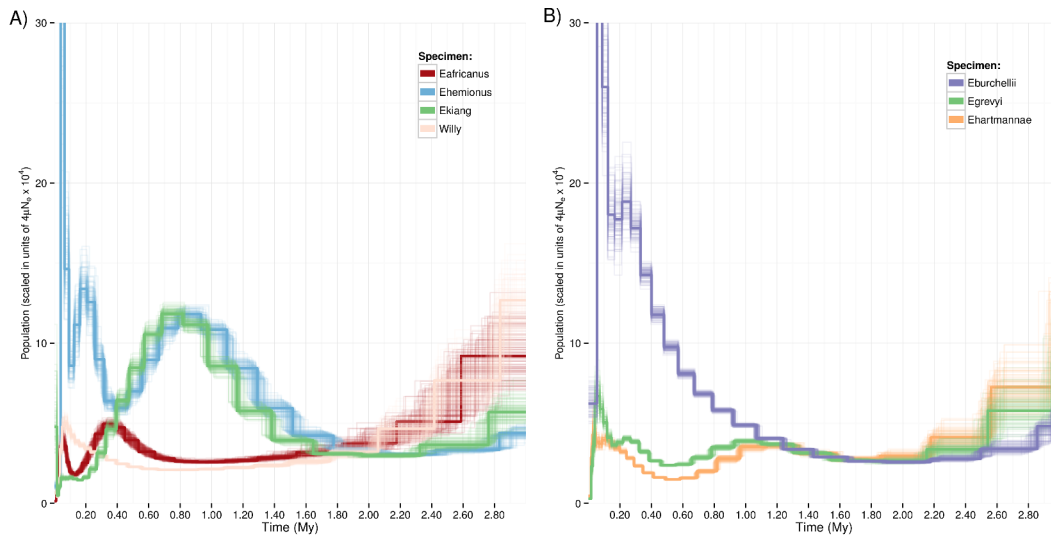 A)
Population (scaled in units of 4μNe x 10⁴)
30
20
10
0
Specimen:
Eafricanus
Ehemionus
Ekiang
Willy
0.20 0.40 0.60 0.80 1.00 1.20 1.40 1.60 1.80 2.00 2.20 2.40 2.60 2.80
Time (My)
B)
Population (scaled in units of 4μNe x 10⁴)
30
20
10
0
Specimen:
Eburchellii
Egrevyi
Ehartmannae
0.20 0.40 0.60 0.80 1.00 1.20 1.40 1.60 1.80 2.00 2.20 2.40 2.60 2.80
Time (My)